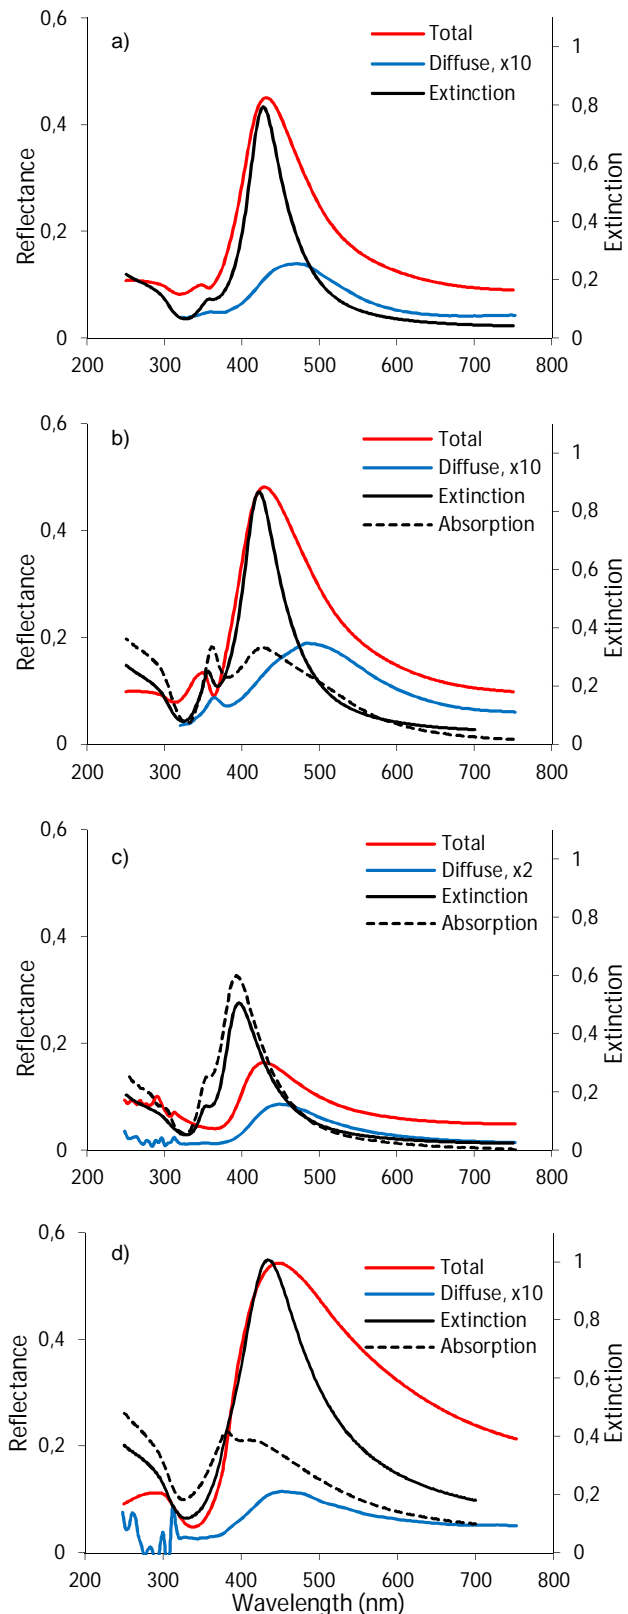 0,6
a)
Total
Diffuse, x10
Extinction
1
0,8
0,4
0,6
0,2
0,4
0,2
0
0
Reflectance
Extinction
200 300 400 500 600 700 800
0,6
b)
Total
Diffuse, x10
Extinction
Absorption
1
0,8
0,4
0,6
0,2
0,4
0,2
0
0
Reflectance
Extinction
200 300 400 500 600 700 800
0,6
c)
Total
Diffuse, x2
Extinction
Absorption
1
0,8
0,4
0,6
0,2
0,4
0,2
0
0
Reflectance
Extinction
200 300 400 500 600 700 800
0,6
d)
Total
Diffuse, x10
Extinction
Absorption
1
0,8
0,4
0,6
0,2
0,4
0,2
0
0
Reflectance
Extinction
200 300 400 500 600 700 800
Wavelength (nm)